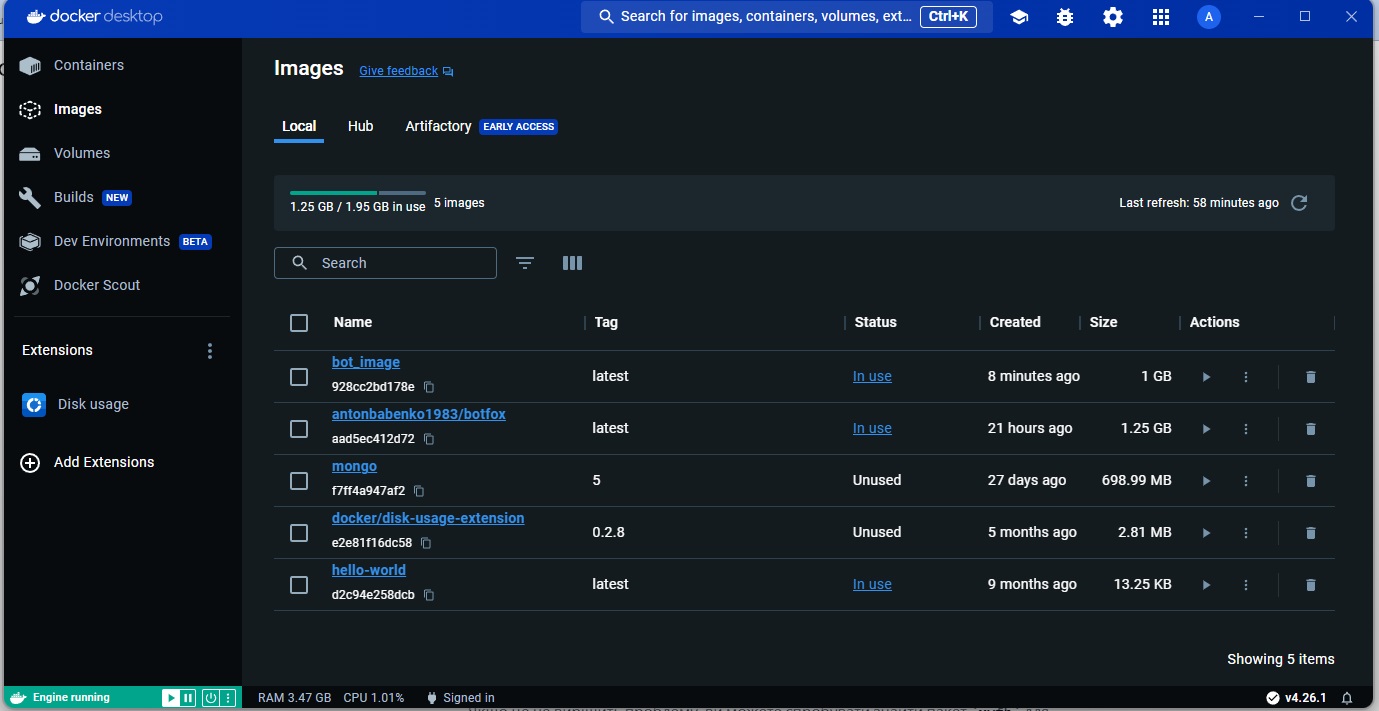 docker desktop
Search for images, containers, volumes, ext... Ctrl+K
A
Containers
Images
Volumes
Builds NEW
Dev Environments BETA
Docker Scout
Extensions
Disk usage
Add Extensions
Images Give feedback
Local Hub Artifactory EARLY ACCESS
1.25 GB / 1.95 GB in use 5 images
Last refresh: 58 minutes ago
Search
Name Tag Status Created Size Actions
bot_image
928cc2bd178e
latest In use 8 minutes ago 1 GB
antonbabenko1983/botfox
aad5ec412d72
latest In use 21 hours ago 1.25 GB
mongo
f7ff4a947af2
5 Unused 27 days ago 698.99 MB
docker/disk-usage-extension
e2e81f16dc58
0.2.8 Unused 5 months ago 2.81 MB
hello-world
d2c94e258dcb
latest In use 9 months ago 13.25 KB
Showing 5 items
Engine running
RAM 3.47 GB CPU 1.01% Signed in
v4.26.1